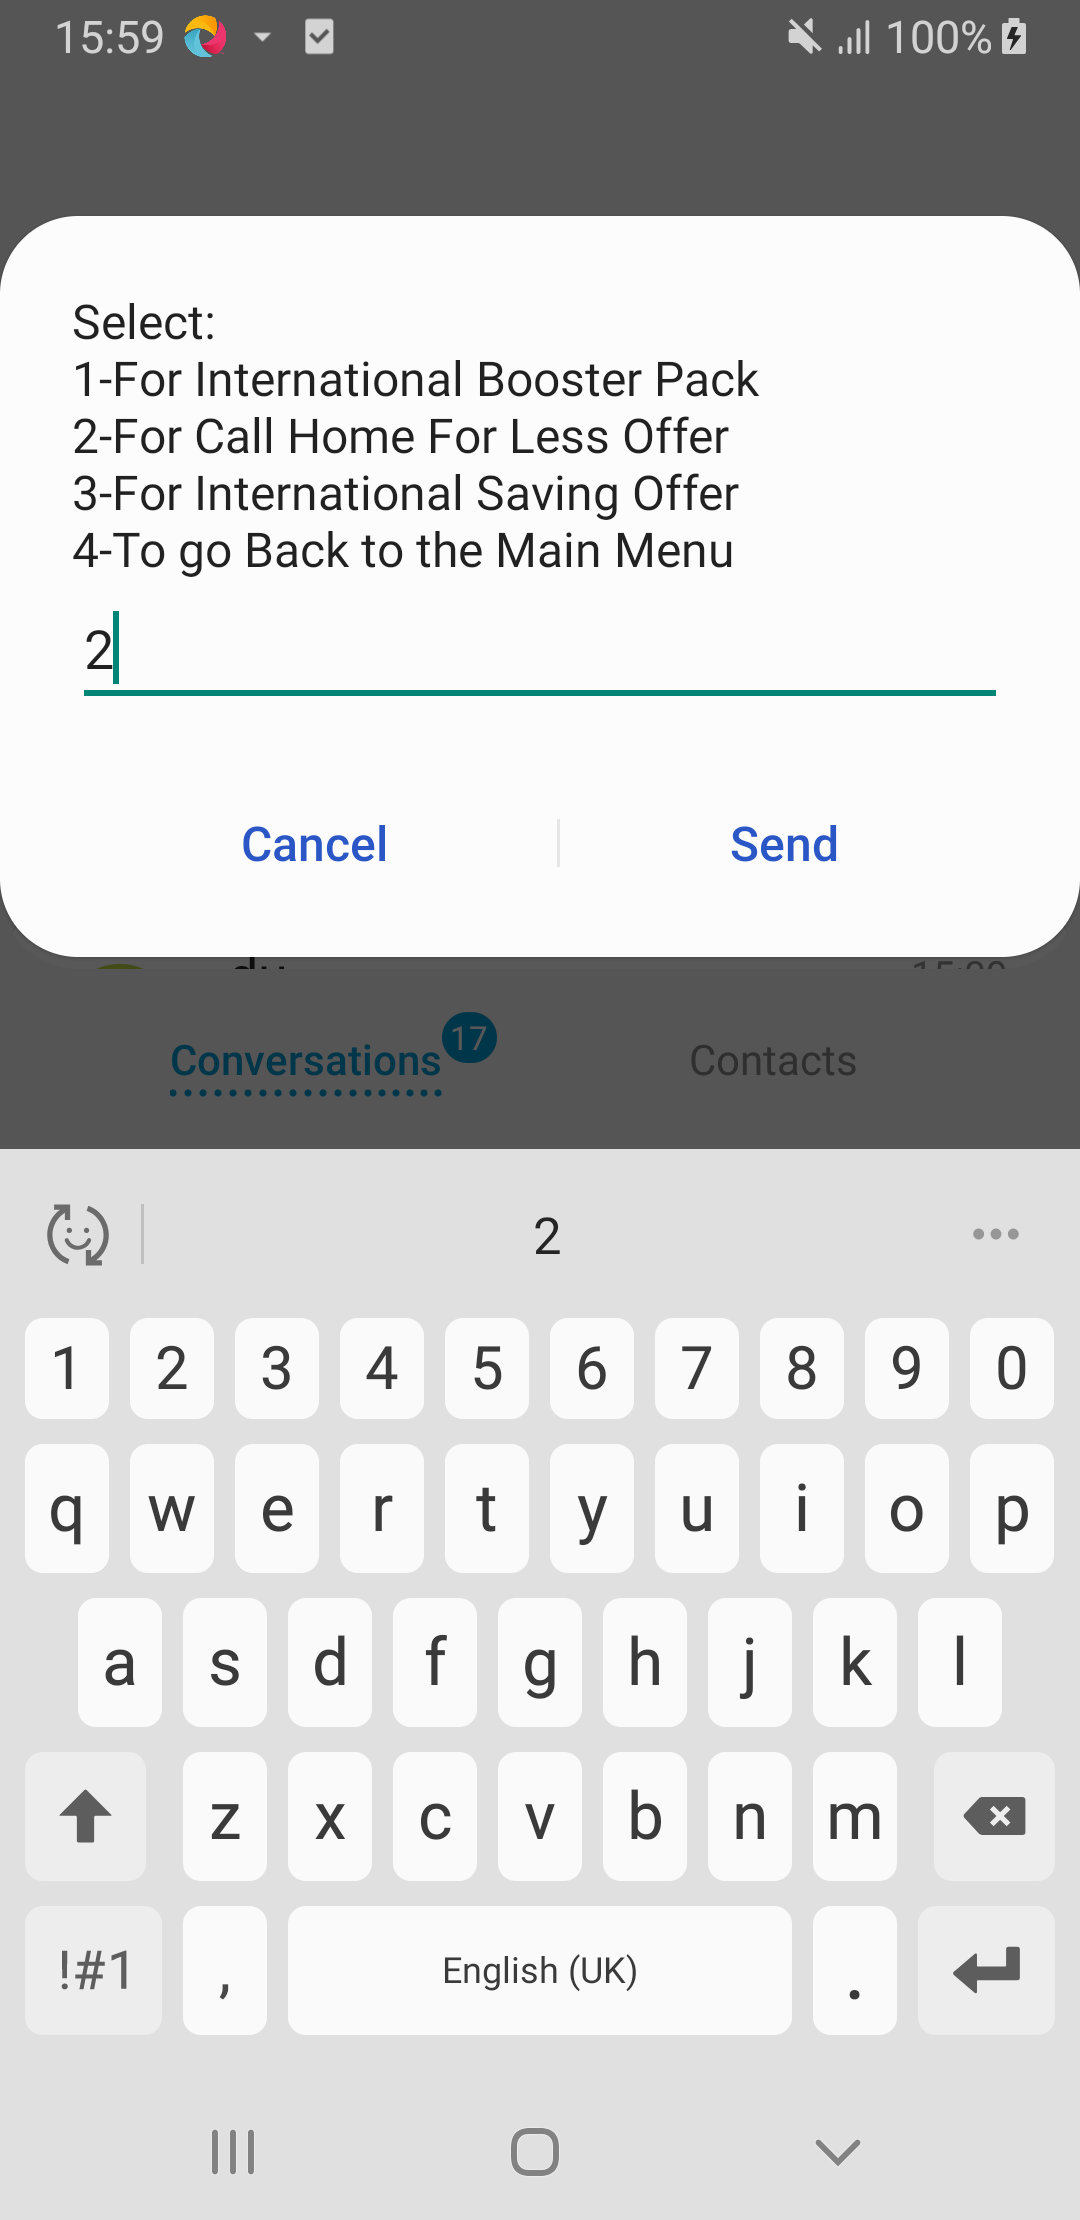 15:59
100%
Select:
1-For International Booster Pack
2-For Call Home For Less Offer
3-For International Saving Offer
4-To go Back to the Main Menu
2
Cancel
Send
Conversations
17
Contacts
2
1 2 3 4 5 6 7 8 9 0
q w e r t y u i o p
a s d f g h j k l
z x c v b n m
!#1 , English (UK) .